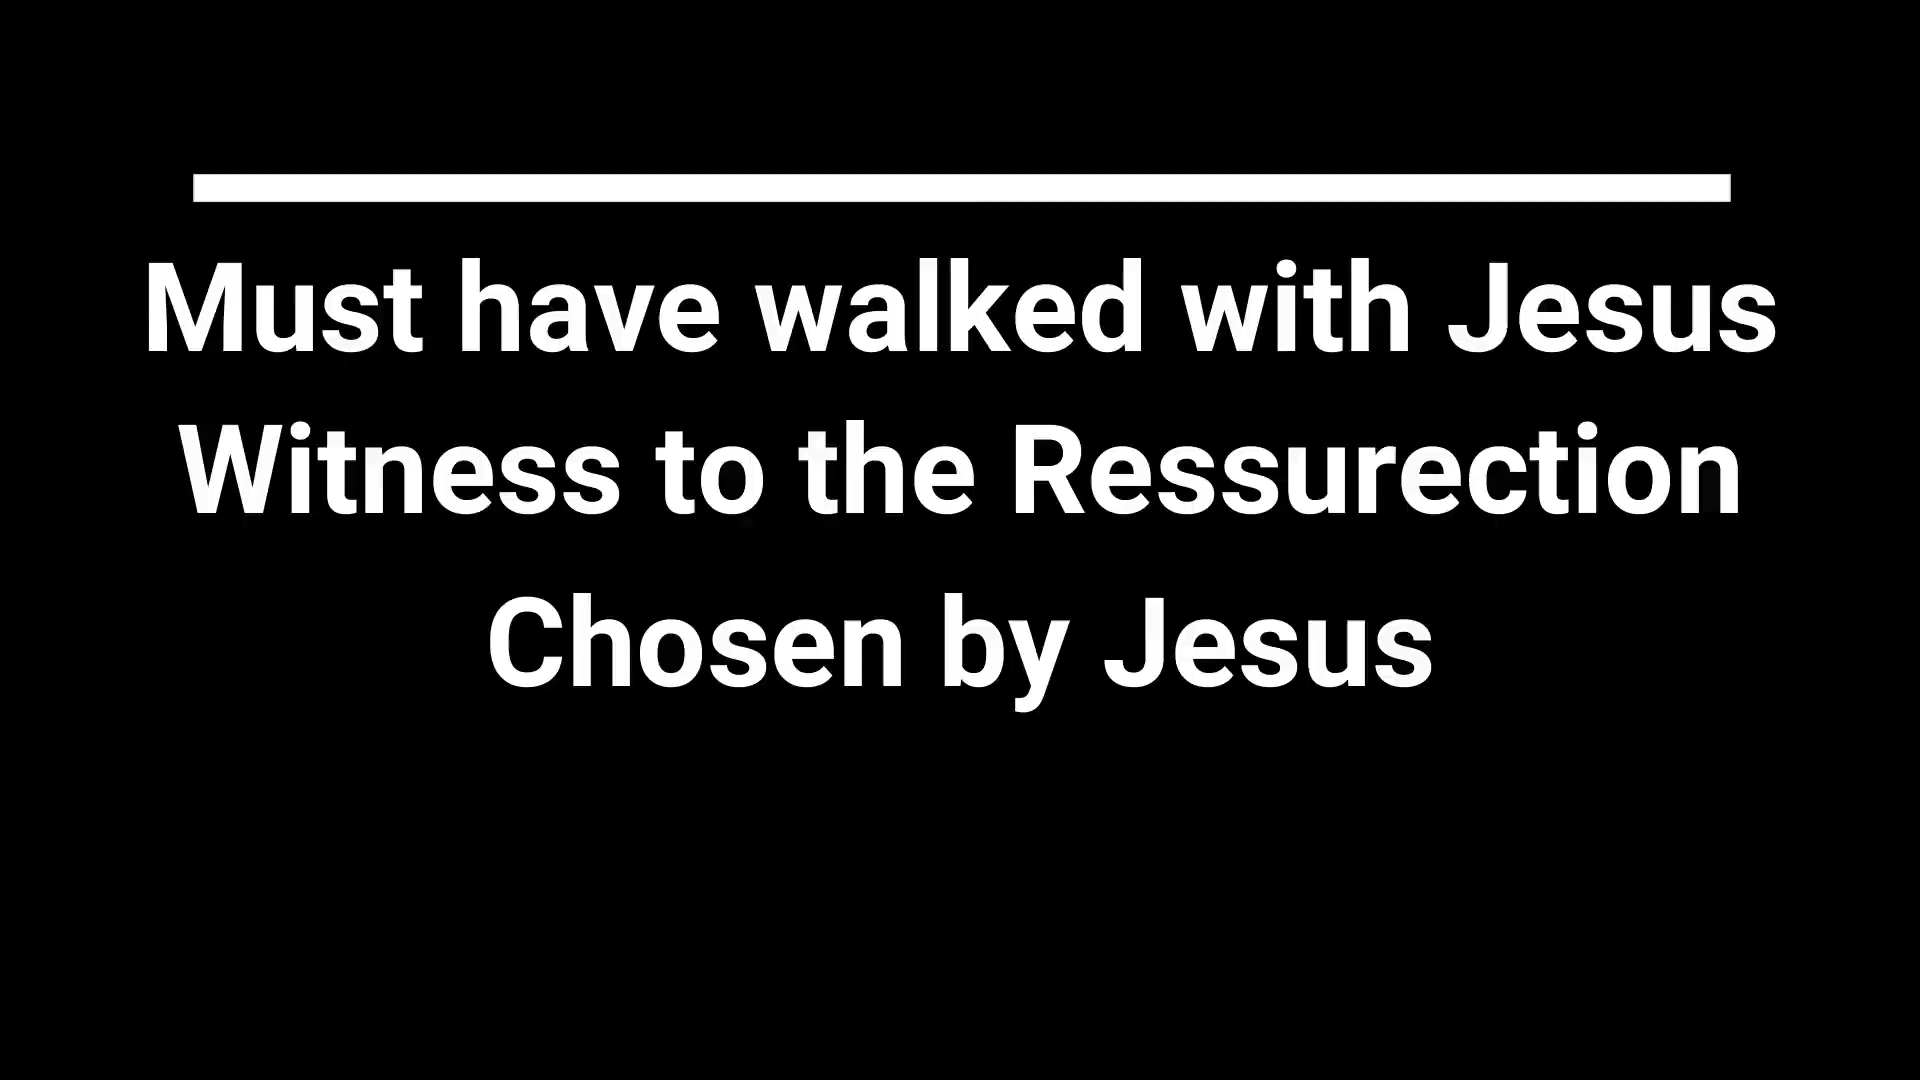 Must have walked with Jesus
Witness to the Ressurection
Chosen by Jesus